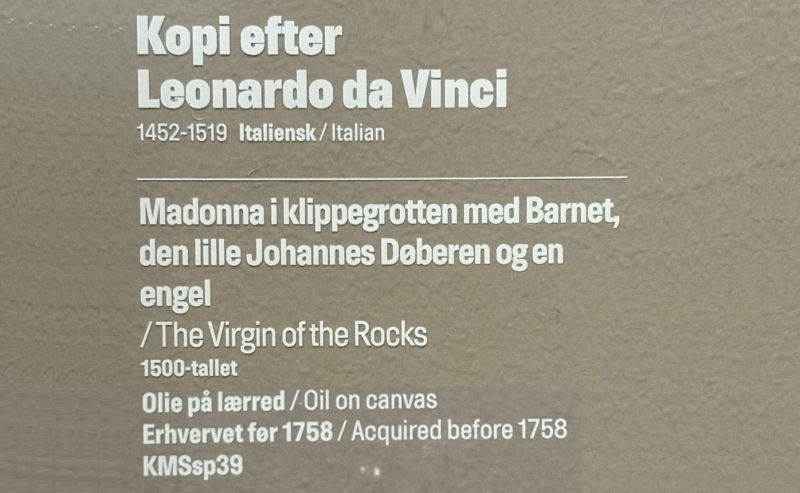 Kopi efter
Leonardo da Vinci
1452-1519 Italiensk / Italian
Madonna i klippegrotten med Barnet,
den lille Johannes Døberen og en
engel
/ The Virgin of the Rocks
1500-tallet
Olie på lærred / Oil on canvas
Erhvervet før 1758 / Acquired before 1758
KMSsp39